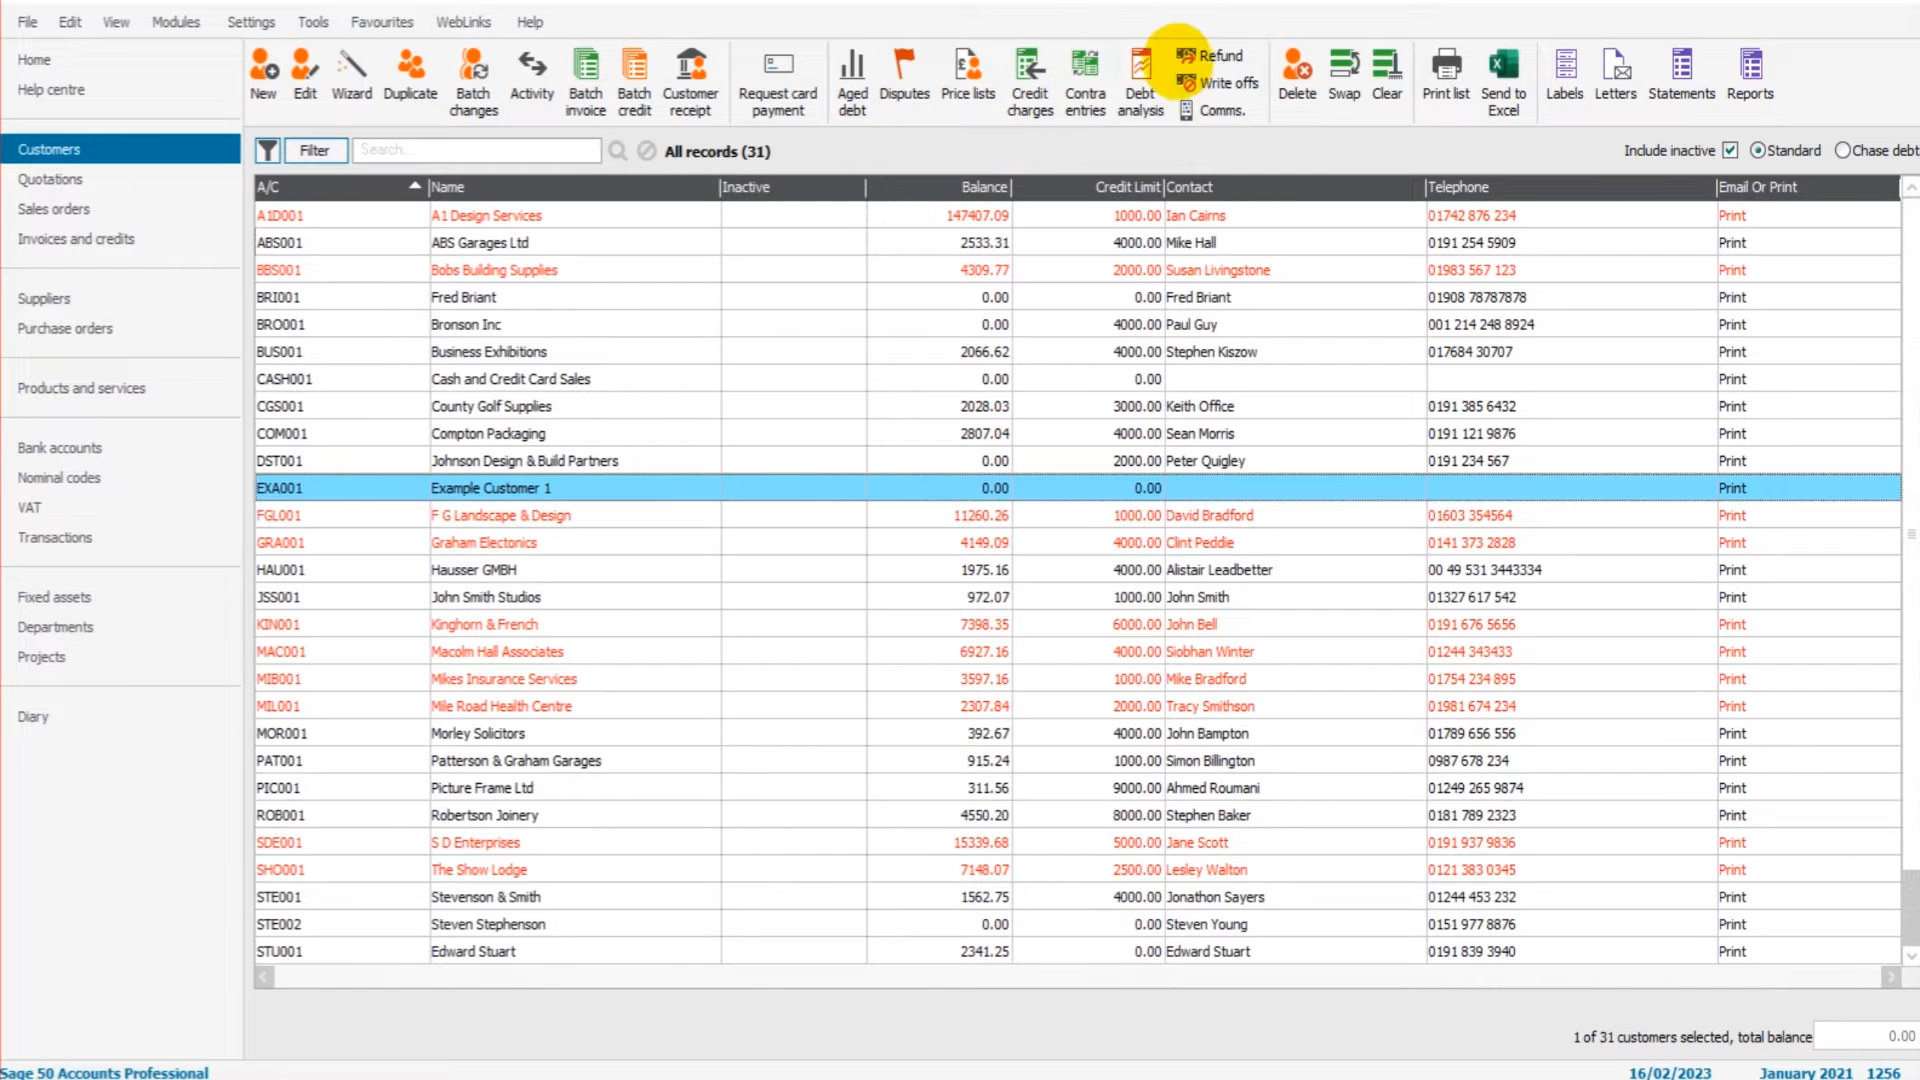 File Edit View Modules Settings Tools Favourites WebLinks Help
Home
Help centre
Customers
Quotations
Sales orders
Invoices and credits
Suppliers
Purchase orders
Products and services
Bank accounts
Nominal codes
VAT
Transactions
Fixed assets
Departments
Projects
Diary
New Edit Wizard Duplicate Batch changes Activity Batch invoice Batch credit Customer receipt Request card payment Aged debt Disputes Price lists Credit charges Contra entries Debt analysis Refund Write offs Comms. Delete Swap Clear Print list Send to Excel Labels Letters Statements Reports
Filter Search... All records (31) Include inactive Standard Chase debt
A/C Name Inactive Balance Credit Limit Contact Telephone Email Or Print
A1D001 A1 Design Services 147407.09 1000.00 Ian Cairns 01742 876 234 Print
ABS001 ABS Garages Ltd 2533.31 4000.00 Mike Hall 0191 254 5909 Print
BBS001 Bobs Building Supplies 4309.77 2000.00 Susan Livingstone 01983 567 123 Print
BRI001 Fred Briant 0.00 0.00 Fred Briant 01908 78787878 Print
BRO001 Bronson Inc 0.00 4000.00 Paul Guy 001 214 248 8924 Print
BUS001 Business Exhibitions 2066.62 4000.00 Stephen Kiszow 017684 30707 Print
CASH001 Cash and Credit Card Sales 0.00 0.00 Print
CGS001 County Golf Supplies 2028.03 3000.00 Keith Office 0191 385 6432 Print
COM001 Compton Packaging 2807.04 4000.00 Sean Morris 0191 121 9876 Print
DST001 Johnson Design & Build Partners 0.00 2000.00 Peter Quigley 0191 234 567 Print
EXA001 Example Customer 1 0.00 0.00 Print
FGL001 F G Landscape & Design 11260.26 1000.00 David Bradford 01603 354564 Print
GRA001 Graham Electonics 4149.09 4000.00 Clint Peddie 0141 373 2828 Print
HAU001 Hausser GMBH 1975.16 4000.00 Alistair Leadbetter 00 49 531 3443334 Print
JSS001 John Smith Studios 972.07 1000.00 John Smith 01327 617 542 Print
KIN001 Kinghorn & French 7398.35 6000.00 John Bell 0191 676 5656 Print
MAC001 Macolm Hall Associates 6927.16 4000.00 Siobhan Winter 01244 343433 Print
MIB001 Mikes Insurance Services 3597.16 1000.00 Mike Bradford 01754 234 895 Print
MIL001 Mile Road Health Centre 2307.84 2000.00 Tracy Smithson 01981 674 234 Print
MOR001 Morley Solicitors 392.67 4000.00 John Bampton 01789 656 556 Print
PAT001 Patterson & Graham Garages 915.24 1000.00 Simon Billington 0987 678 234 Print
PIC001 Picture Frame Ltd 311.56 9000.00 Ahmed Roumani 01249 265 9874 Print
ROB001 Robertson Joinery 4550.20 8000.00 Stephen Baker 0181 789 2323 Print
SDE001 S D Enterprises 15339.68 5000.00 Jane Scott 0191 937 9836 Print
SHO001 The Show Lodge 7148.07 2500.00 Lesley Walton 0121 383 0345 Print
STE001 Stevenson & Smith 1562.75 4000.00 Jonathon Sayers 01244 453 232 Print
STE002 Steven Stephenson 0.00 0.00 Steven Young 0151 977 8876 Print
STU001 Edward Stuart 2341.25 0.00 Edward Stuart 0191 839 3940 Print
1 of 31 customers selected, total balance 0.00
Sage 50 Accounts Professional 16/02/2023 January 2021 1256